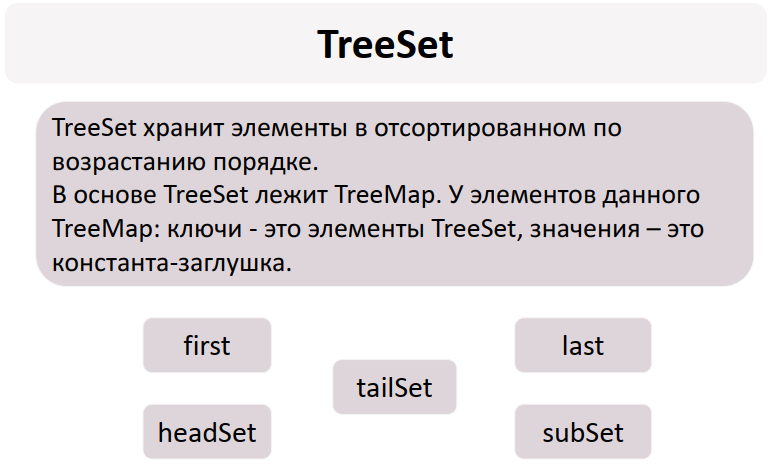 TreeSet
TreeSet хранит элементы в отсортированном по
возрастанию порядке.
В основе TreeSet лежит TreeMap. У элементов данного
TreeMap: ключи - это элементы TreeSet, значения – это
константа-заглушка.
first
last
tailSet
headSet
subSet